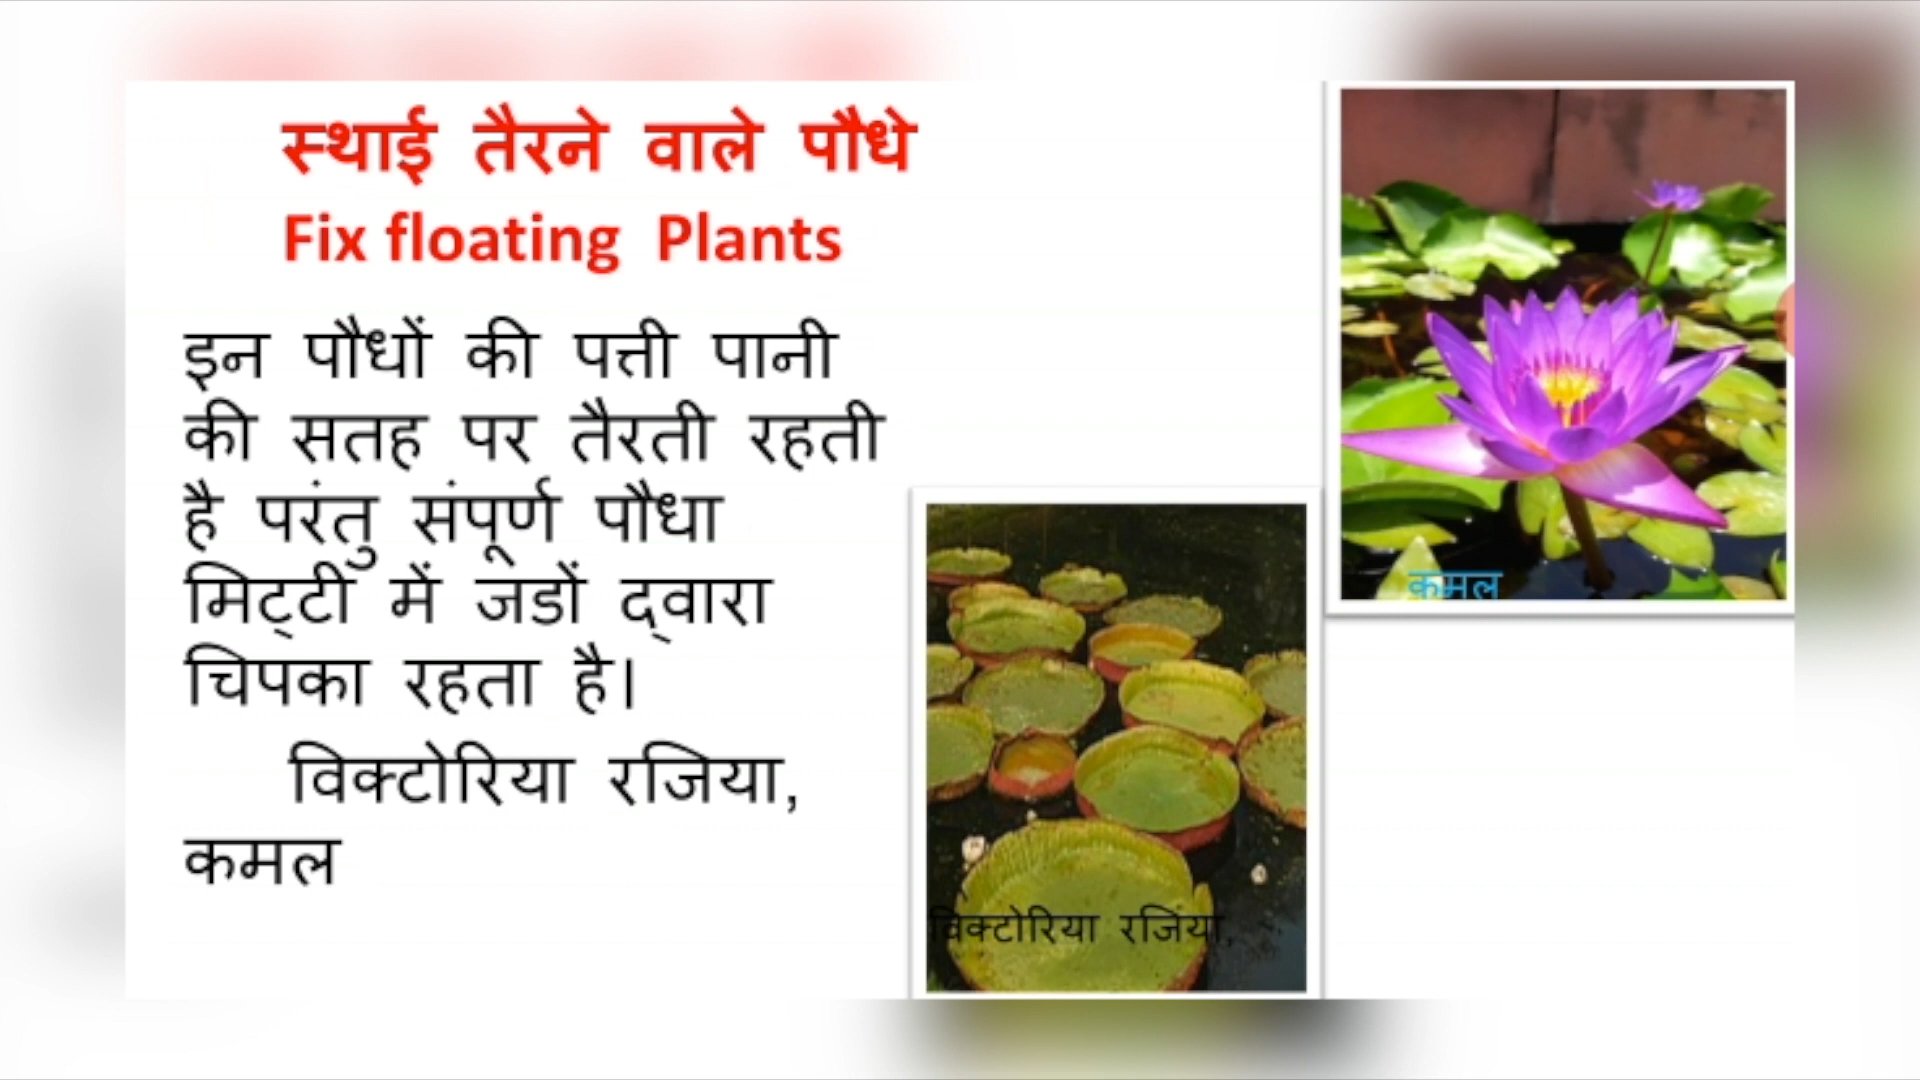 स्थाई तैरने वाले पौधे
Fix floating Plants
इन पौधों की पत्ती पानी
की सतह पर तैरती रहती
है परंतु संपूर्ण पौधा
मिट्टी में जडों द्वारा
चिपका रहता है।
विक्टोरिया रजिया,
कमल
विक्टोरिया रजिया,
कमल